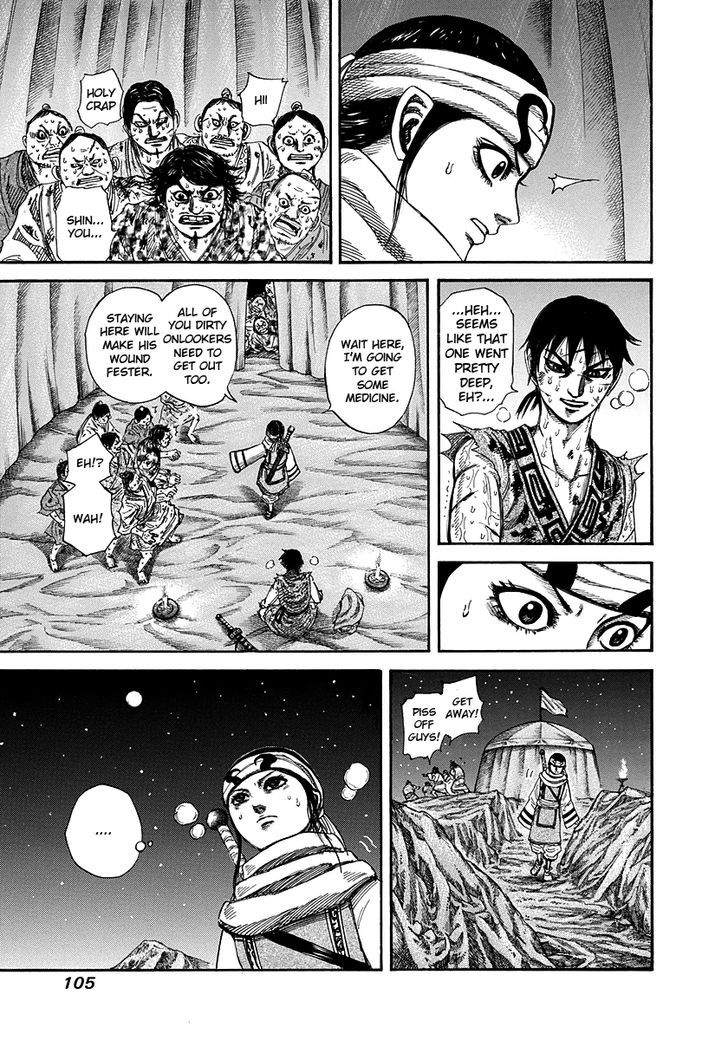 HII
HOLY
CRAP
SHIN...
YOU...
...HEH...
SEEMS
LIKE THAT
ONE WENT
PRETTY
DEEP,
EH?...
WAIT HERE,
I'M GOING
TO GET
SOME
MEDICINE.
ALL OF
YOU DIRTY
ONLOOKERS
NEED TO
GET OUT
TOO.
STAYING
HERE WILL
MAKE HIS
WOUND
FESTER.
EH!?
WAH!
GET
AWAY!
PISS
OFF
GUYS!
....
105